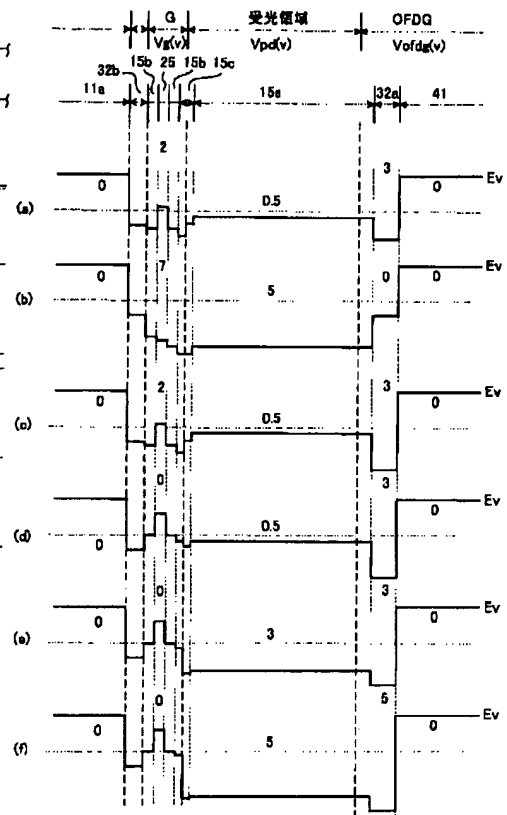 G 受光領域 OFDG
Vg(v) Vpd(v) Vofdg(v)
32b 15b 25 15b 15c
11a 15a 32a 41
2 3
0 0.5 0 Ev
(a)
7
0 5 0 0 Ev
(b)
2 3
0 0.5 0 Ev
(c)
0 3
0 0.5 0 Ev
(d)
0 3
0 3 0 Ev
(e)
0 5
0 5 0 Ev
(f)